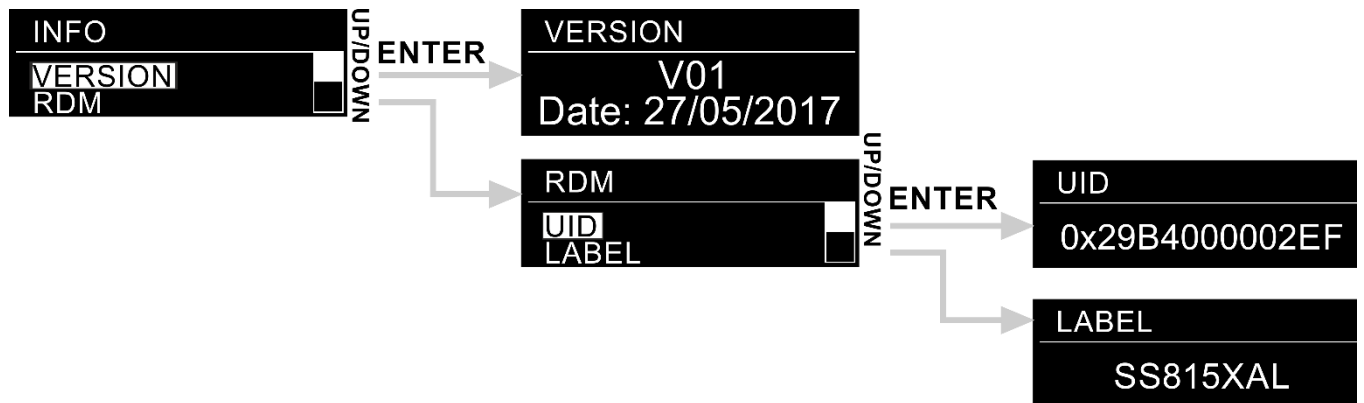 INFO
VERSION
RDM
UP/DOWN
ENTER
VERSION
V01
Date: 27/05/2017
RDM
UID
LABEL
UP/DOWN
ENTER
UID
0x29B4000002EF
LABEL
SS815XAL